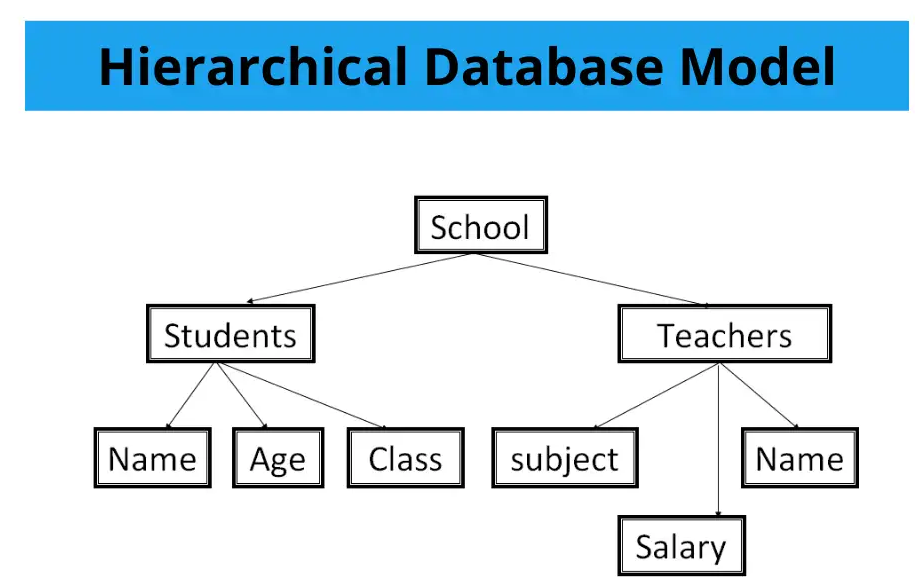 Hierarchical Database Model
School
Students
Teachers
Name
Age
Class
subject
Name
Salary